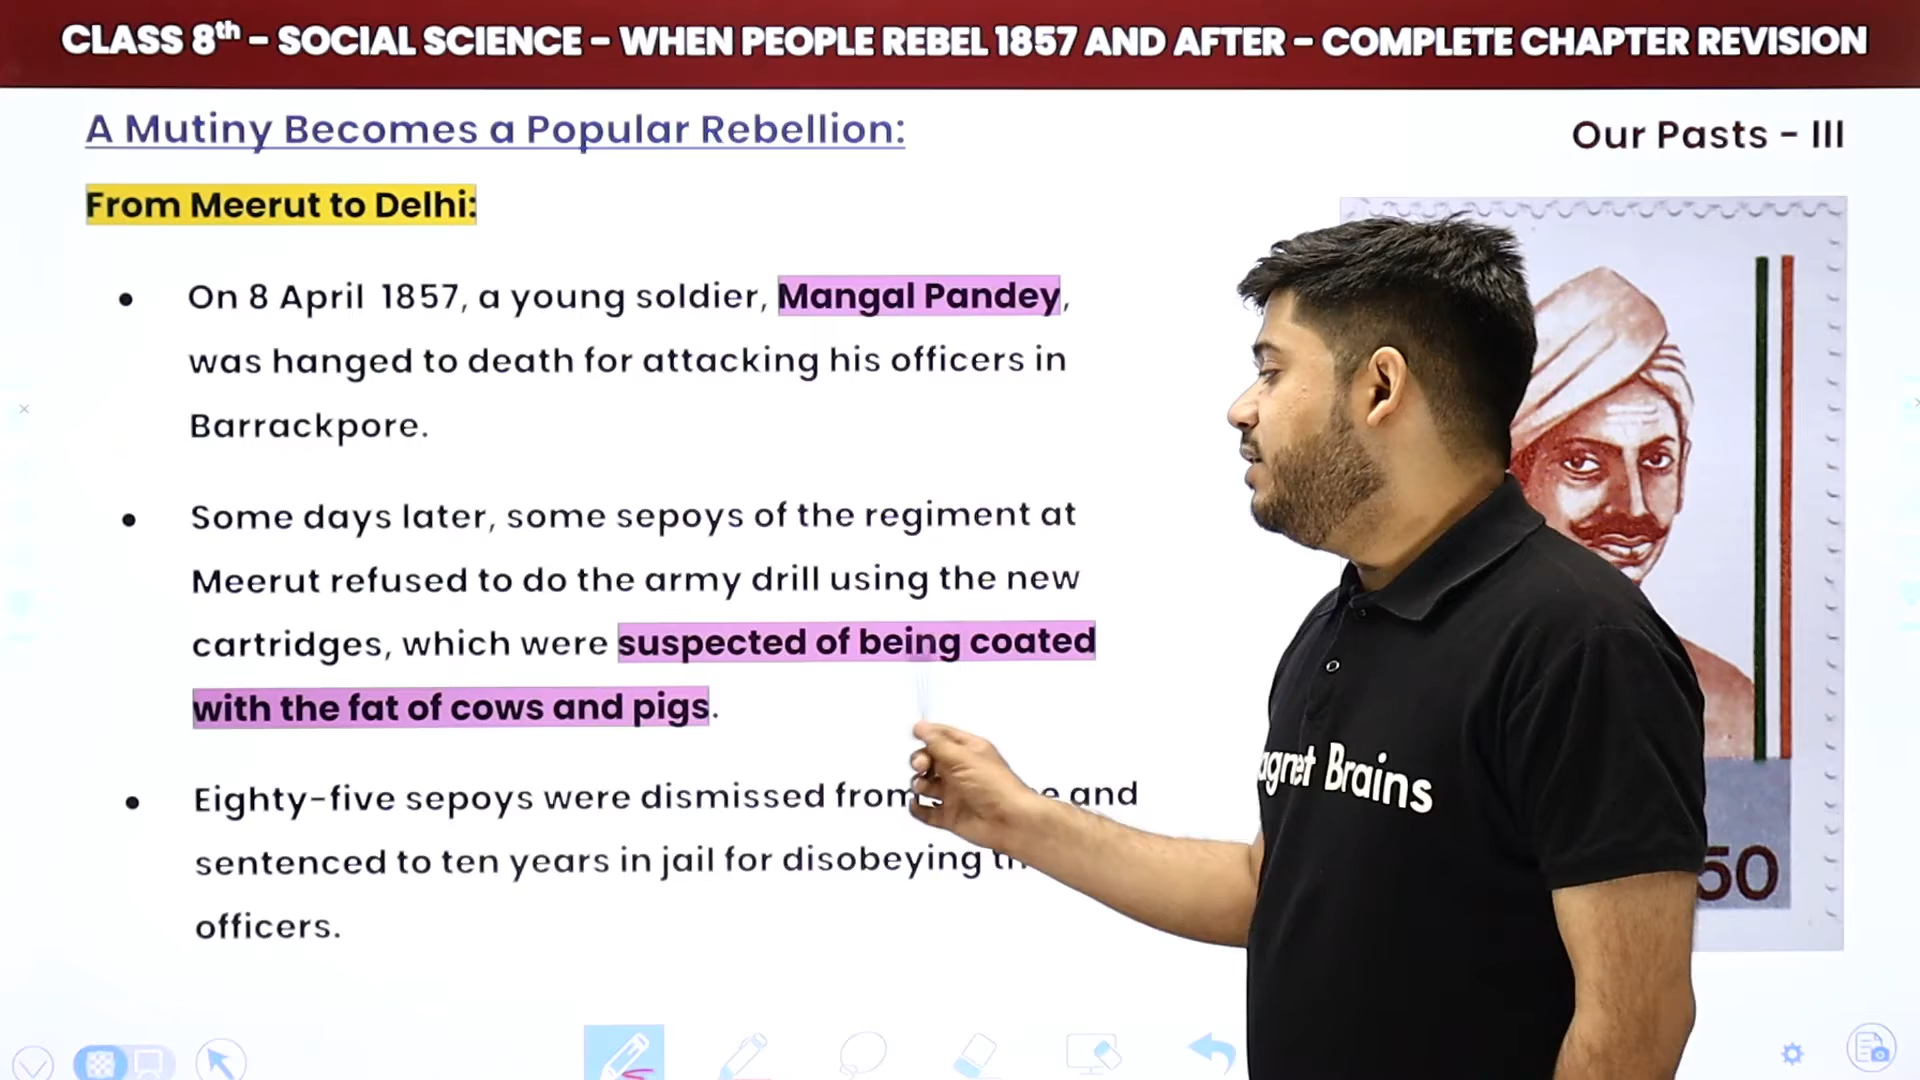 CLASS 8th – SOCIAL SCIENCE – WHEN PEOPLE REBEL 1857 AND AFTER – COMPLETE CHAPTER REVISION
A Mutiny Becomes a Popular Rebellion:
Our Pasts – III
From Meerut to Delhi:
• On 8 April 1857, a young soldier, Mangal Pandey,
was hanged to death for attacking his officers in
Barrackpore.
• Some days later, some sepoys of the regiment at
Meerut refused to do the army drill using the new
cartridges, which were suspected of being coated
with the fat of cows and pigs.
• Eighty-five sepoys were dismissed from and
sentenced to ten years in jail for disobeying
officers.
Brains
50